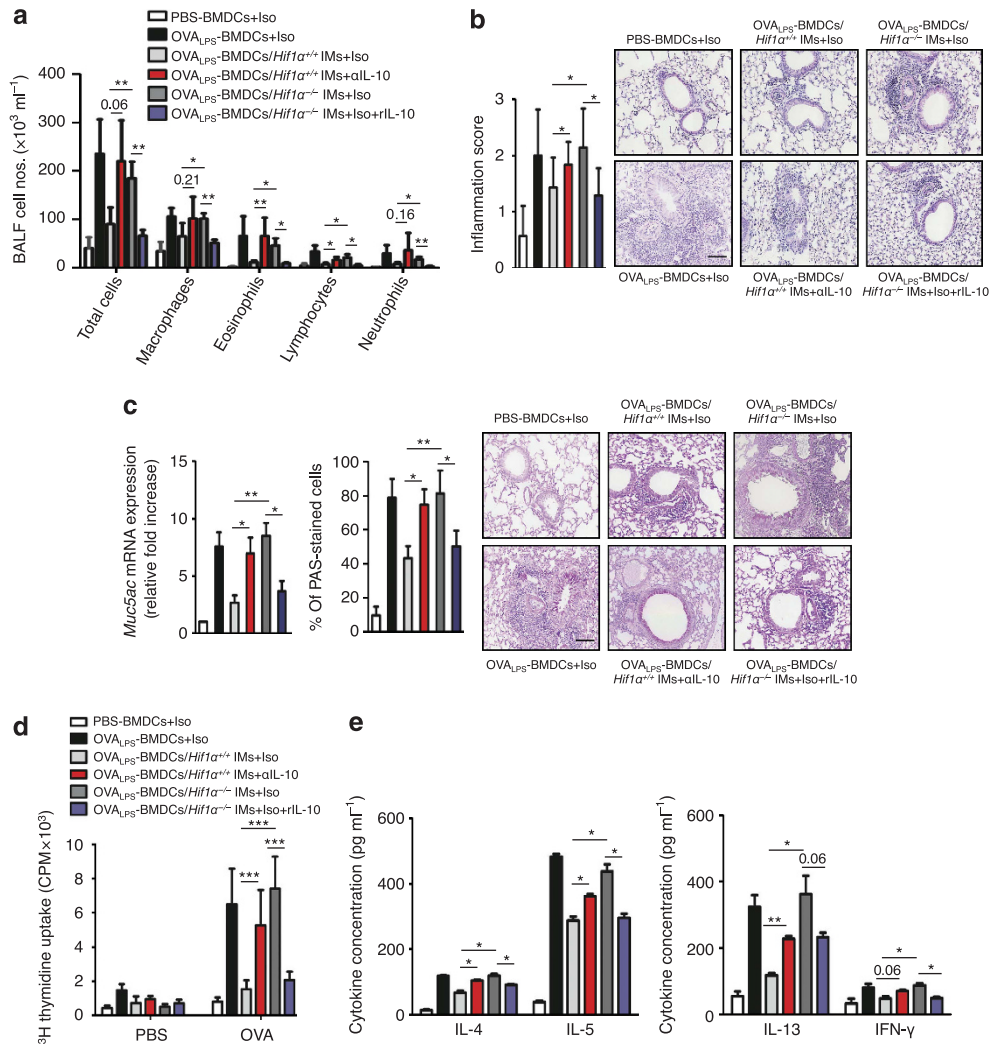 a
PBS-BMDCs+Iso
OVALPS-BMDCs+Iso
OVALPS-BMDCs/Hif1α+/+ IMs+Iso
OVALPS-BMDCs/Hif1α+/+ IMs+αIL-10
OVALPS-BMDCs/Hif1α−/− IMs+Iso
OVALPS-BMDCs/Hif1α−/− IMs+Iso+rIL-10
BALF cell nos. (×10³ ml⁻¹)
400
300
200
100
0
**
0.06
**
*
0.21
**
*
**
*
*
*
*
*
0.16
**
Total cells
Macrophages
Eosinophils
Lymphocytes
Neutrophils
b
Inflammation score
4
3
2
1
0
*
*
*
PBS-BMDCs+Iso
OVALPS-BMDCs/
Hif1α+/+ IMs+Iso
OVALPS-BMDCs/
Hif1α−/− IMs+Iso
OVALPS-BMDCs+Iso
OVALPS-BMDCs/
Hif1α+/+ IMs+αIL-10
OVALPS-BMDCs/
Hif1α−/− IMs+Iso+rIL-10
c
Muc5ac mRNA expression
(relative fold increase)
15
10
5
0
**
*
*
% Of PAS-stained cells
100
80
60
40
20
0
**
*
*
PBS-BMDCs+Iso
OVALPS-BMDCs/
Hif1α+/+ IMs+Iso
OVALPS-BMDCs/
Hif1α−/− IMs+Iso
OVALPS-BMDCs+Iso
OVALPS-BMDCs/
Hif1α+/+ IMs+αIL-10
OVALPS-BMDCs/
Hif1α−/− IMs+Iso+rIL-10
d
PBS-BMDCs+Iso
OVALPS-BMDCs+Iso
OVALPS-BMDCs/Hif1α+/+ IMs+Iso
OVALPS-BMDCs/Hif1α+/+ IMs+αIL-10
OVALPS-BMDCs/Hif1α−/− IMs+Iso
OVALPS-BMDCs/Hif1α−/− IMs+Iso+rIL-10
³H thymidine uptake (CPM×10³)
10
8
6
4
2
0
***
***
***
PBS
OVA
e
Cytokine concentration (pg ml⁻¹)
600
400
200
0
*
*
*
*
*
*
IL-4
IL-5
Cytokine concentration (pg ml⁻¹)
600
400
200
0
*
0.06
**
*
0.06
*
IL-13
IFN-γ